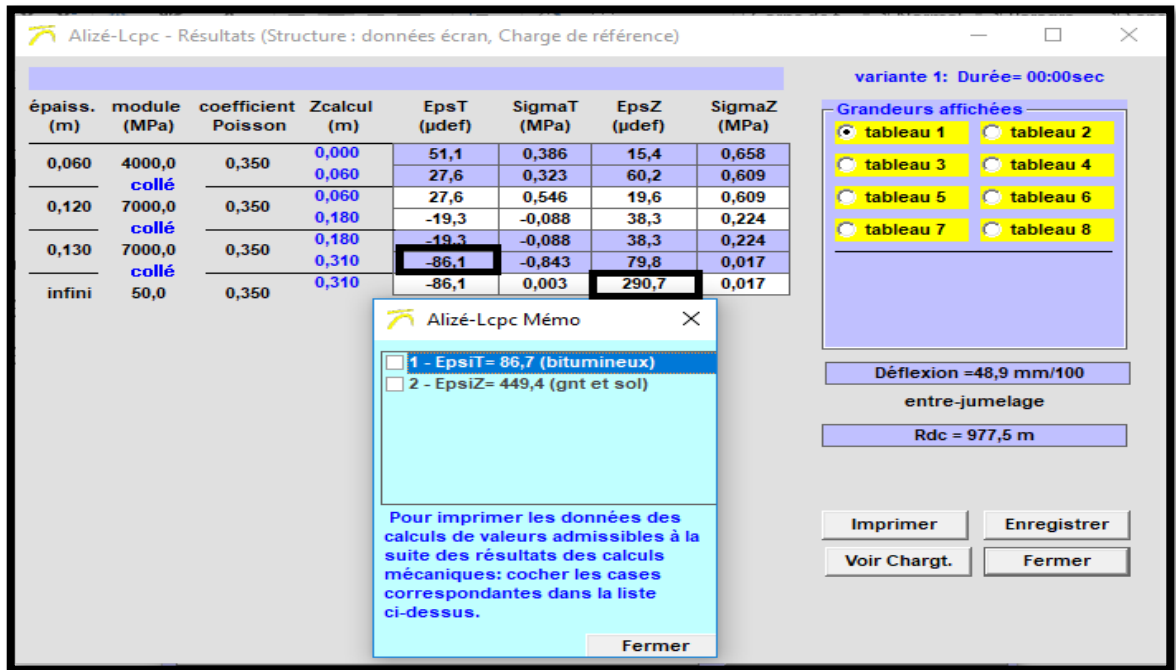 Alizé-Lcpc - Résultats (Structure : données écran, Charge de référence)
variante 1: Durée= 00:00sec
épaiss. module coefficient Zcalcul EpsT SigmaT EpsZ SigmaZ
(m) (MPa) Poisson (m) (µdef) (MPa) (µdef) (MPa)
0,060 4000,0 0,350 0,000 51,1 0,386 15,4 0,658
0,060 27,6 0,323 60,2 0,609
collé
0,120 7000,0 0,350 0,060 27,6 0,546 19,6 0,609
0,180 -19,3 -0,088 38,3 0,224
collé
0,130 7000,0 0,350 0,180 -19,3 -0,088 38,3 0,224
0,310 -86,1 -0,843 79,8 0,017
collé
infini 50,0 0,350 0,310 -86,1 0,003 290,7 0,017
Grandeurs affichées
tableau 1 tableau 2
tableau 3 tableau 4
tableau 5 tableau 6
tableau 7 tableau 8
Déflexion =48,9 mm/100
entre-jumelage
Rdc = 977,5 m
Imprimer Enregistrer
Voir Chargt. Fermer
Alizé-Lcpc Mémo
1 - EpsiT= 86,7 (bitumineux)
2 - EpsiZ= 449,4 (gnt et sol)
Pour imprimer les données des
calculs de valeurs admissibles à la
suite des résultats des calculs
mécaniques: cocher les cases
correspondantes dans la liste
ci-dessus.
Fermer